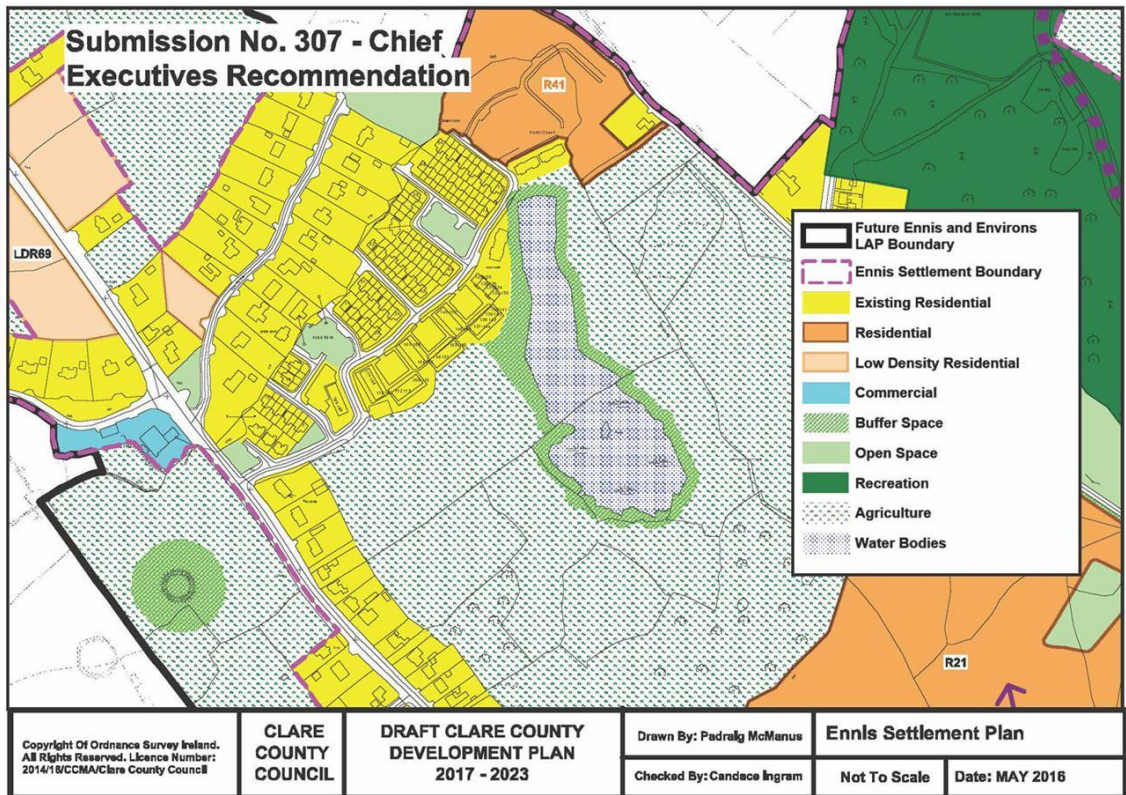 Submission No. 307 - Chief
Executives Recommendation
R41
LDR69
Future Ennis and Environs
LAP Boundary
Ennis Settlement Boundary
Existing Residential
Residential
Low Density Residential
Commercial
Buffer Space
Open Space
Recreation
Agriculture
Water Bodies
R21
Copyright Of Ordnance Survey Ireland.
All Rights Reserved. Licence Number:
2014/16/CCMA/Clare County Council
CLARE
COUNTY
COUNCIL
DRAFT CLARE COUNTY
DEVELOPMENT PLAN
2017 - 2023
Drawn By: Padraig McManus
Checked By: Candace Ingram
Ennis Settlement Plan
Not To Scale
Date: MAY 2016